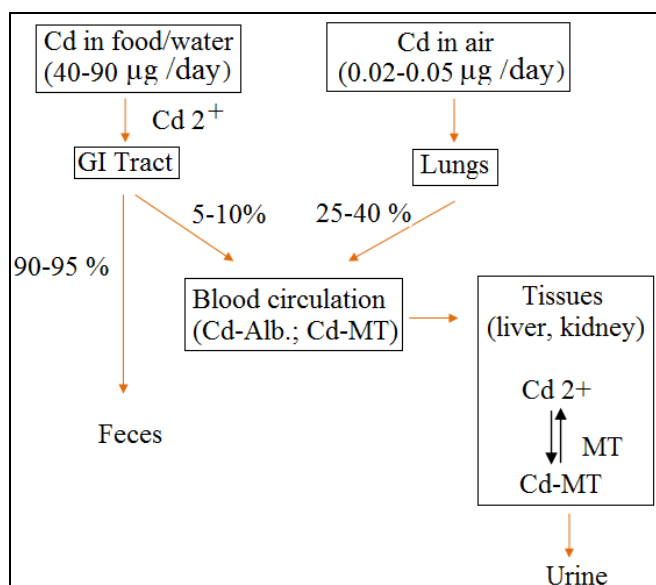 Cd in food/water
(40-90 µg /day)
Cd in air
(0.02-0.05 µg /day)
Cd 2+
GI Tract
Lungs
5-10%
25-40 %
90-95 %
Blood circulation
(Cd-Alb.; Cd-MT)
Tissues
(liver, kidney)
Cd 2+
MT
Cd-MT
Feces
Urine